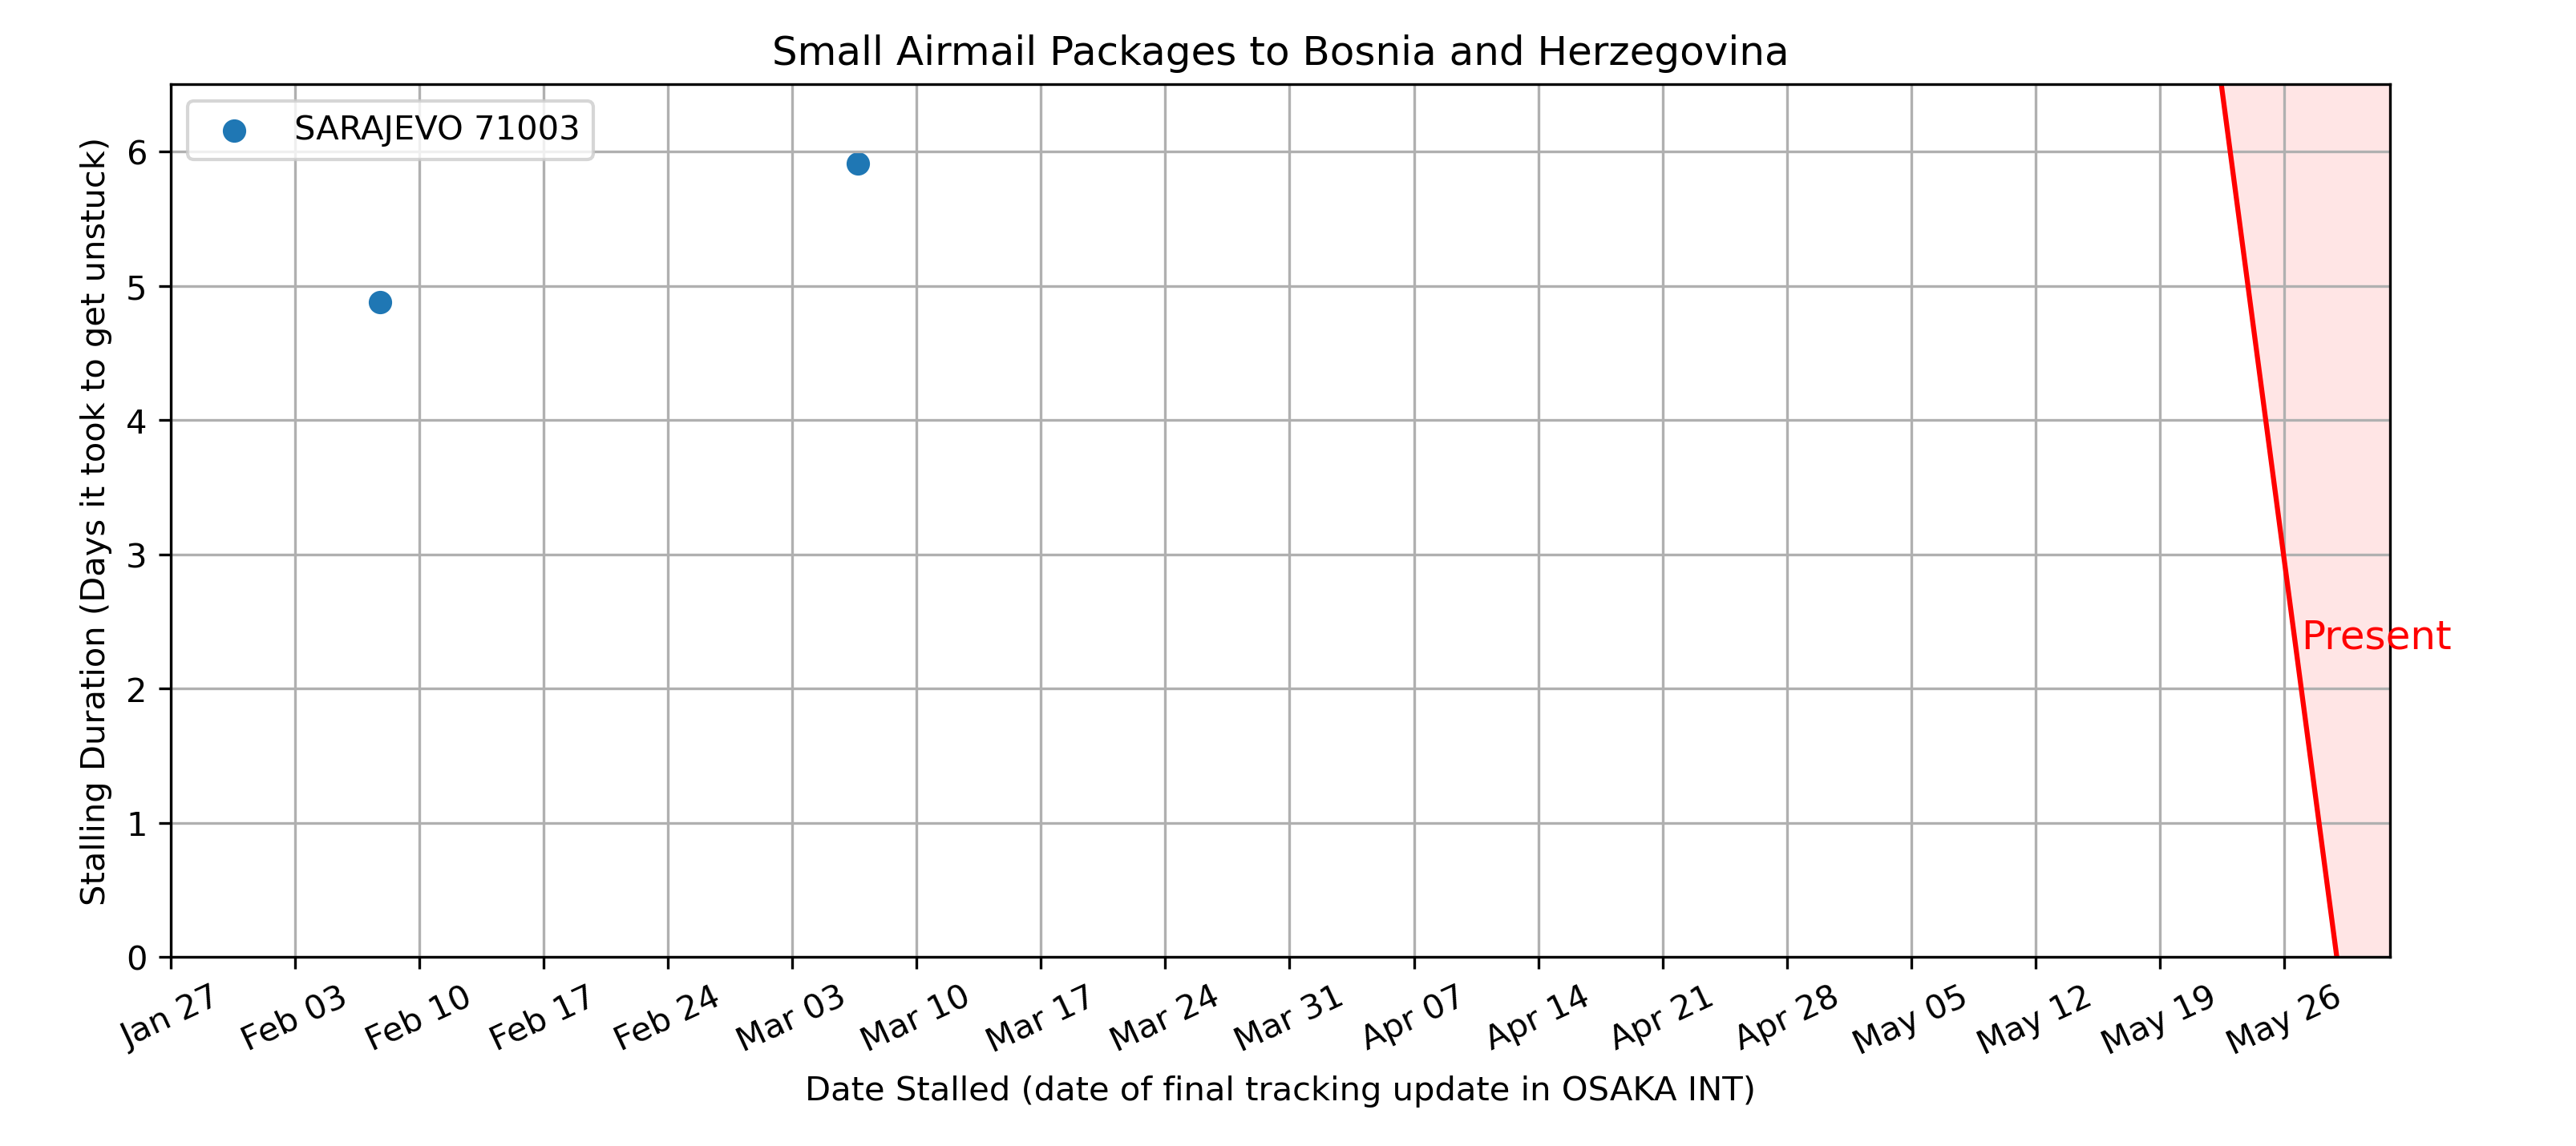 Small Airmail Packages to Bosnia and Herzegovina
SARAJEVO 71003
Stalling Duration (Days it took to get unstuck)
6
5
4
3
2
1
0
Present
Jan 27
Feb 03
Feb 10
Feb 17
Feb 24
Mar 03
Mar 10
Mar 17
Mar 24
Mar 31
Apr 07
Apr 14
Apr 21
Apr 28
May 05
May 12
May 19
May 26
Date Stalled (date of final tracking update in OSAKA INT)